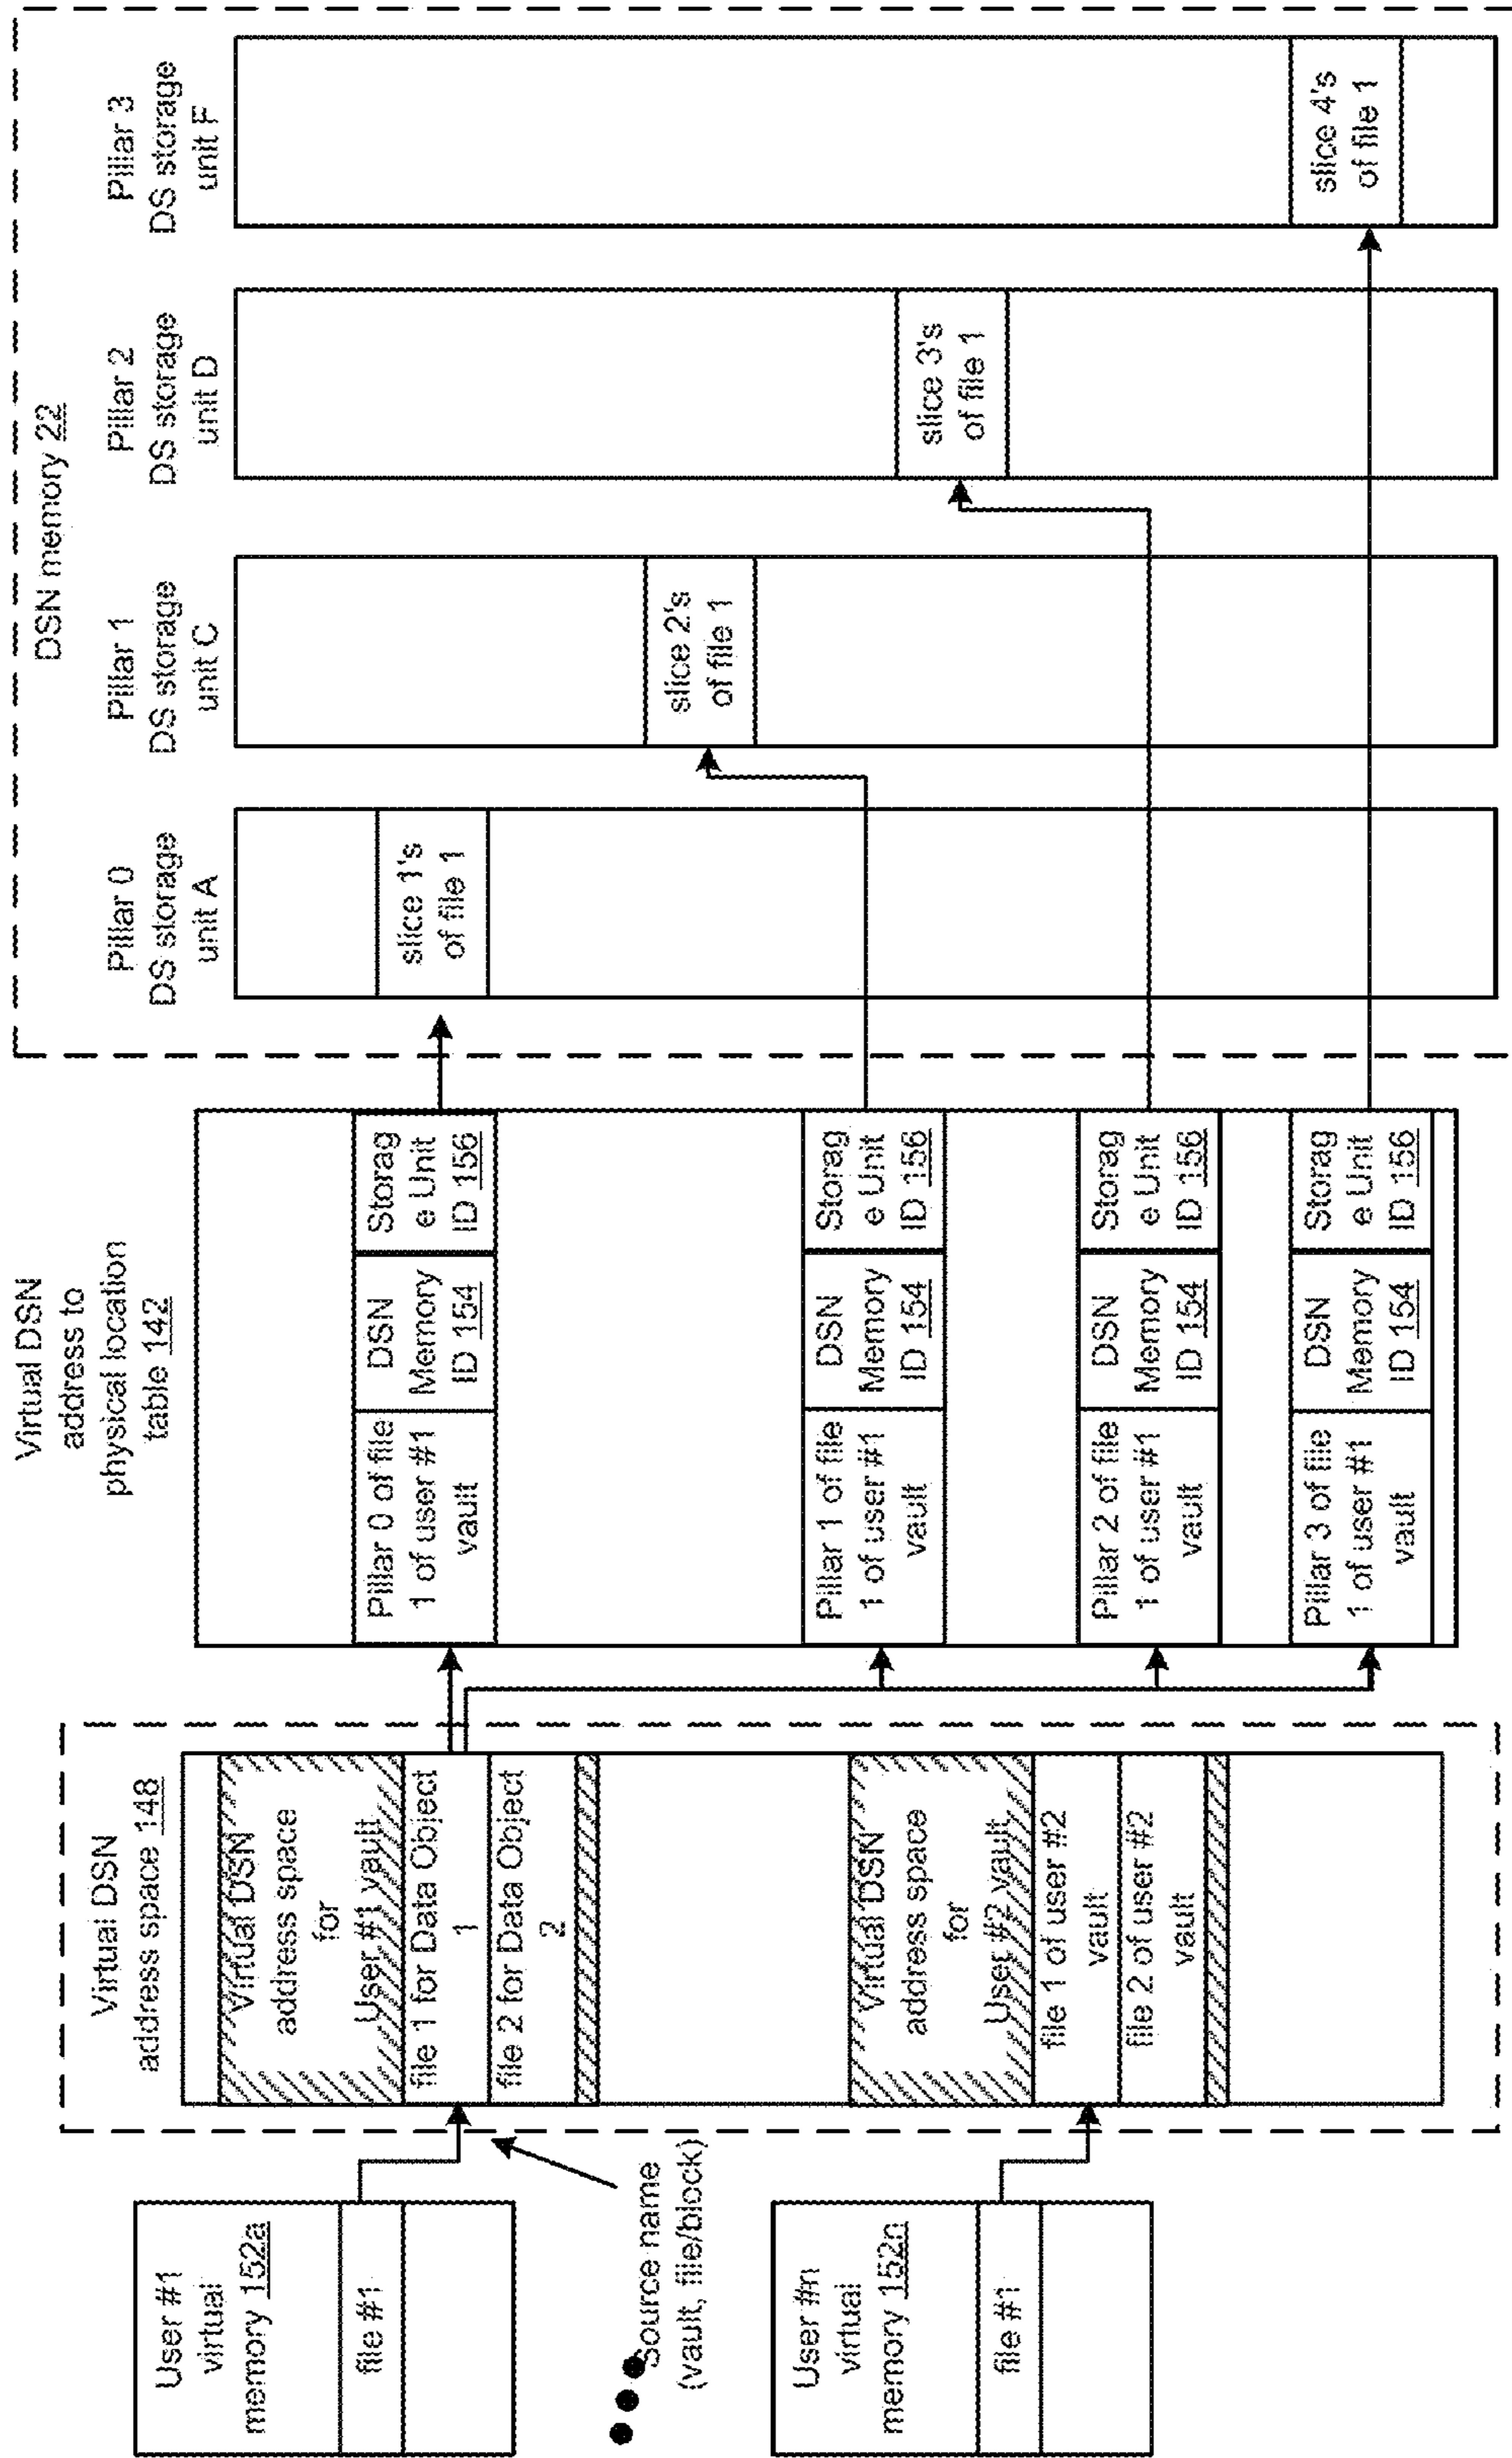 User #1
virtual
memory 152a
file #1
Source name
(vault, file/block)
User #n
virtual
memory 152n
file #1
Virtual DSN
address space 148
Virtual DSN
address space
for
User #1 vault
file 1 for Data Object
1
file 2 for Data Object
2
Virtual DSN
address space
for
User #2 vault
file 1 of user #2
vault
file 2 of user #2
vault
Virtual DSN
address to
physical location
table 142
Pillar 0 of file
1 of user #1
vault
DSN
Memory
ID 154
Storag
e Unit
ID 156
Pillar 1 of file
1 of user #1
vault
DSN
Memory
ID 154
Storag
e Unit
ID 156
Pillar 2 of file
1 of user #1
vault
DSN
Memory
ID 154
Storag
e Unit
ID 156
Pillar 3 of file
1 of user #1
vault
DSN
Memory
ID 154
Storag
e Unit
ID 156
DSN memory 22
Pillar 0
DS storage
unit A
slice 1's
of file 1
Pillar 1
DS storage
unit C
slice 2's
of file 1
Pillar 2
DS storage
unit D
slice 3's
of file 1
Pillar 3
DS storage
unit F
slice 4's
of file 1